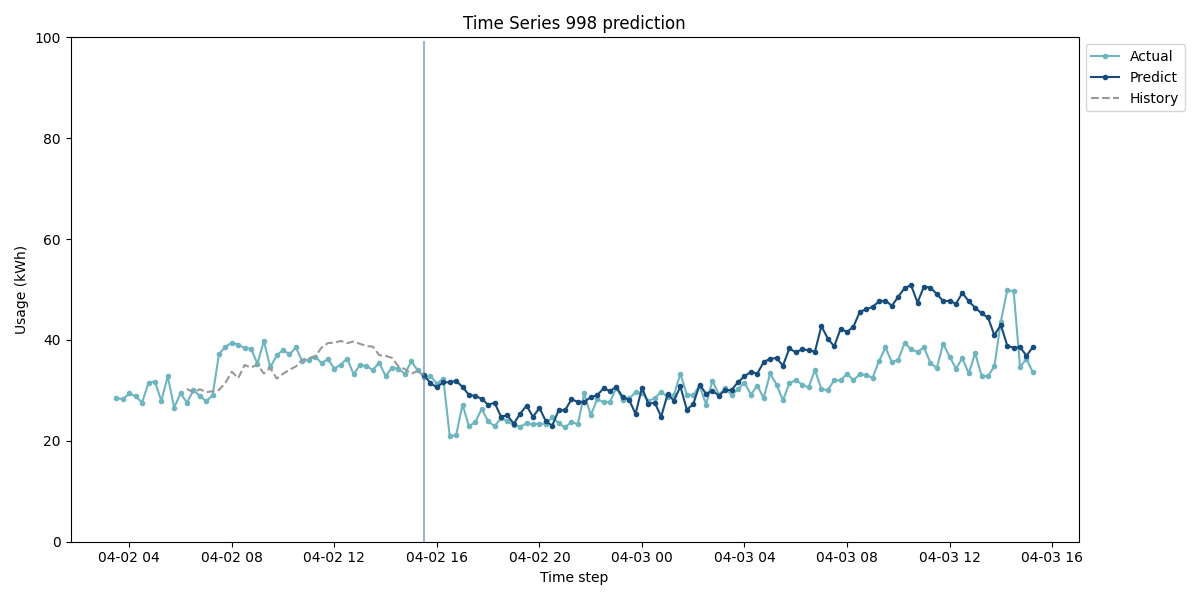 Time Series 998 prediction
100
80
60
40
20
0
Usage (kWh)
04-02 04
04-02 08
04-02 12
04-02 16
04-02 20
04-03 00
04-03 04
04-03 08
04-03 12
04-03 16
Time step
Actual
Predict
History